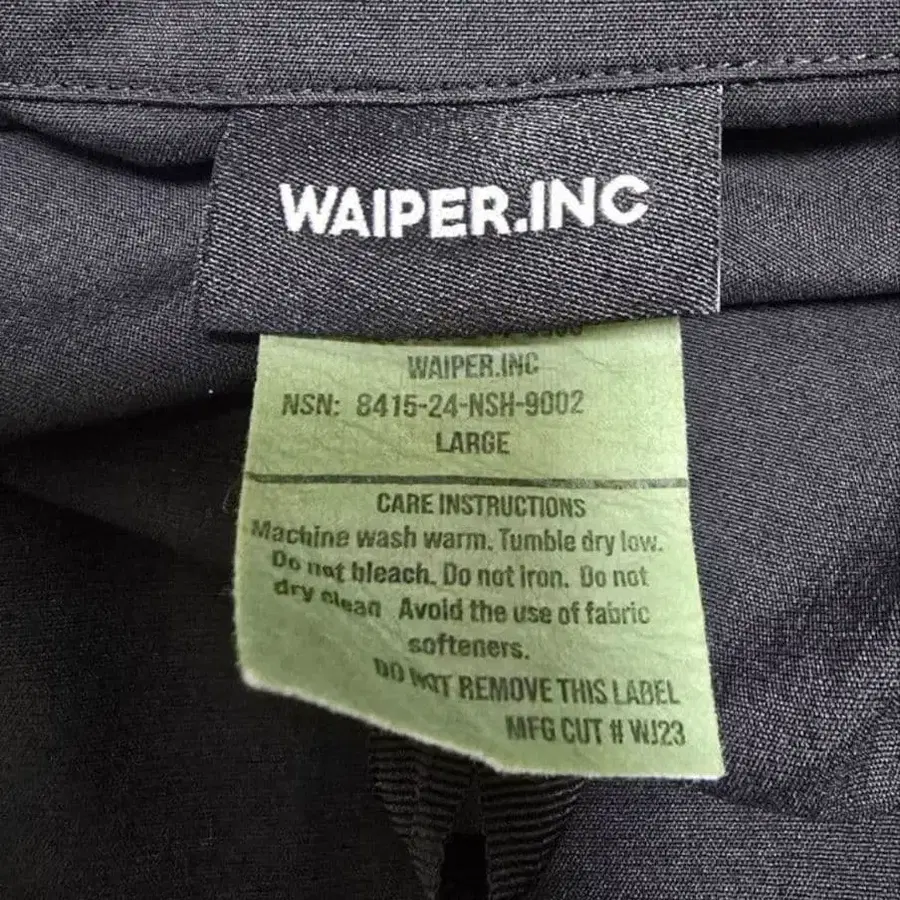 WAIPER.INC
WAIPER.INC
NSN: 8415-24-NSH-9002
LARGE
CARE INSTRUCTIONS
Machine wash warm. Tumble dry low.
Do not bleach. Do not iron. Do not
dry clean Avoid the use of fabric
softeners.
DO NOT REMOVE THIS LABEL
MFG CUT # WJ23